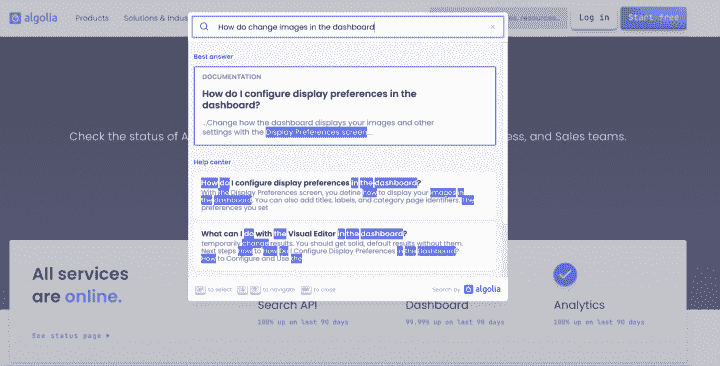 algolia
Products
Solutions & Indus
resources...
Log in
Start free
How do change images in the dashboard
Best answer
DOCUMENTATION
How do I configure display preferences in the
dashboard?
...Change how the dashboard displays your images and other
settings with the Display Preferences screen...
Help center
How do I configure display preferences in the dashboard?
With the Display Preferences screen, you define how to display your images in
the dashboard. You can also add titles, labels, and category page identifiers. The
preferences you set
What can I do with the Visual Editor in the dashboard?
temporarily change results. You should get solid, default results without them.
Next steps How to How Do I Configure Display Preferences in the Dashboard?
How to Configure and Use the
to select
to navigate
to close
Search by algolia
Check the status of A
ess, and Sales teams.
All services
are online.
See status page
Search API
100% up on last 90 days
Dashboard
99.99% up on last 90 days
Analytics
100% up on last 90 days